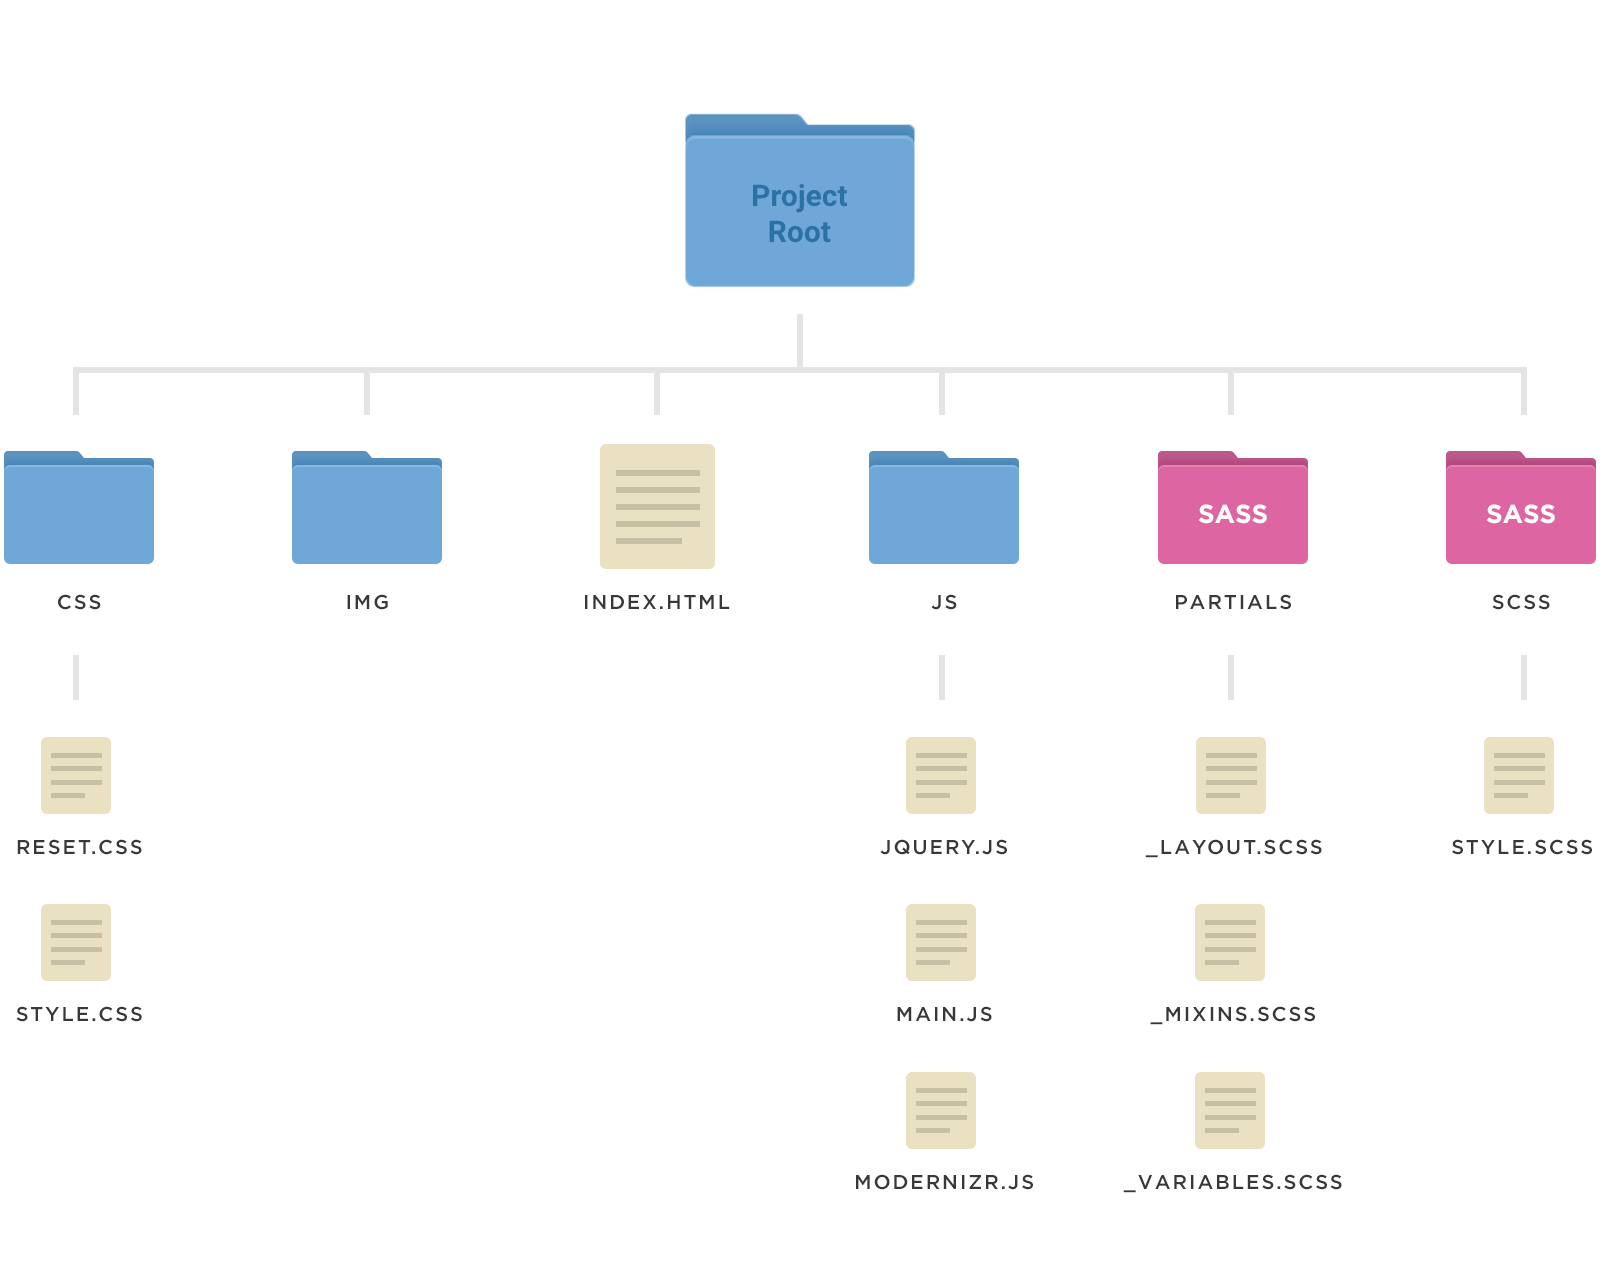 Project
Root
SASS
SASS
CSS
IMG
INDEX.HTML
JS
PARTIALS
SCSS
RESET.CSS
JQUERY.JS
_LAYOUT.SCSS
STYLE.SCSS
STYLE.CSS
MAIN.JS
_MIXINS.SCSS
MODERNIZR.JS
_VARIABLES.SCSS